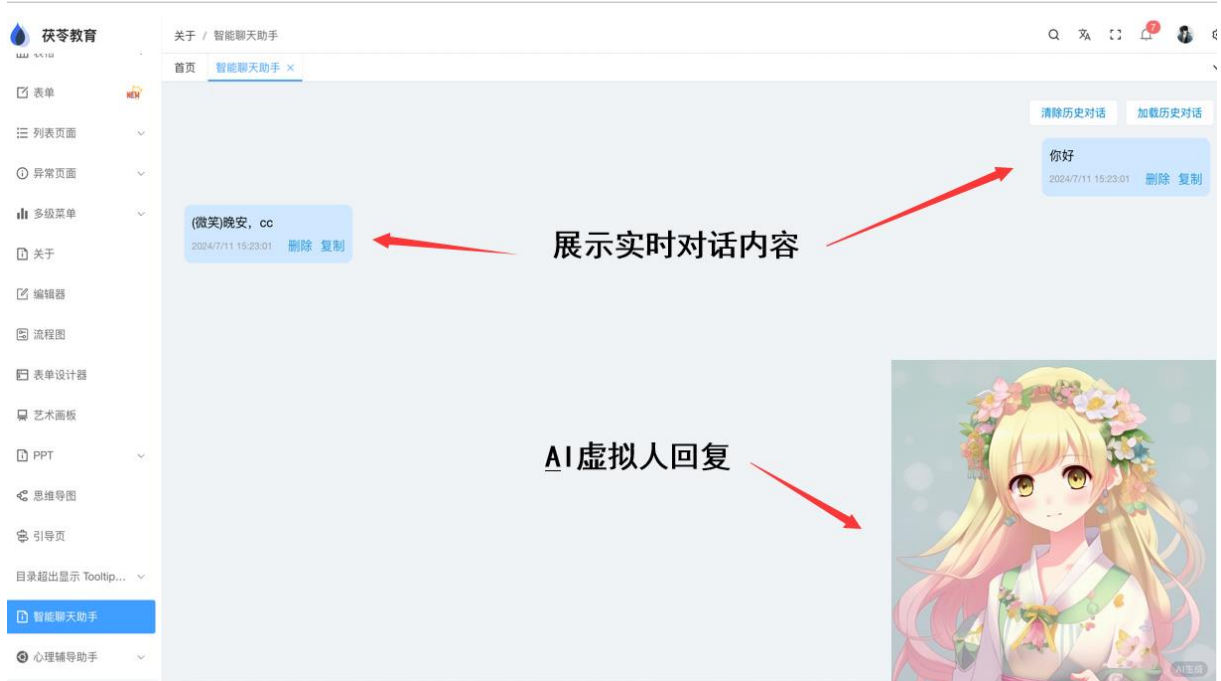 茯苓教育
关于 / 智能聊天助手
7
首页 智能聊天助手 ×
表单 NEW
列表页面
异常页面
多级菜单
关于
编辑器
流程图
表单设计器
艺术画板
PPT
思维导图
引导页
目录超出显示 Tooltip...
智能聊天助手
心理辅导助手
清除历史对话 加载历史对话
你好
2024/7/11 15:23:01 删除 复制
(微笑)晚安，cc
2024/7/11 15:23:01 删除 复制
展示实时对话内容
AI虚拟人回复
AI生成